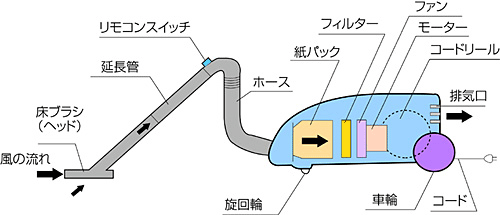 ファン
フィルター
モーター
リモコンスイッチ
紙パック
コードリール
延長管
ホース
排気口
床ブラシ
(ヘッド)
風の流れ
旋回輪
車輪
コード